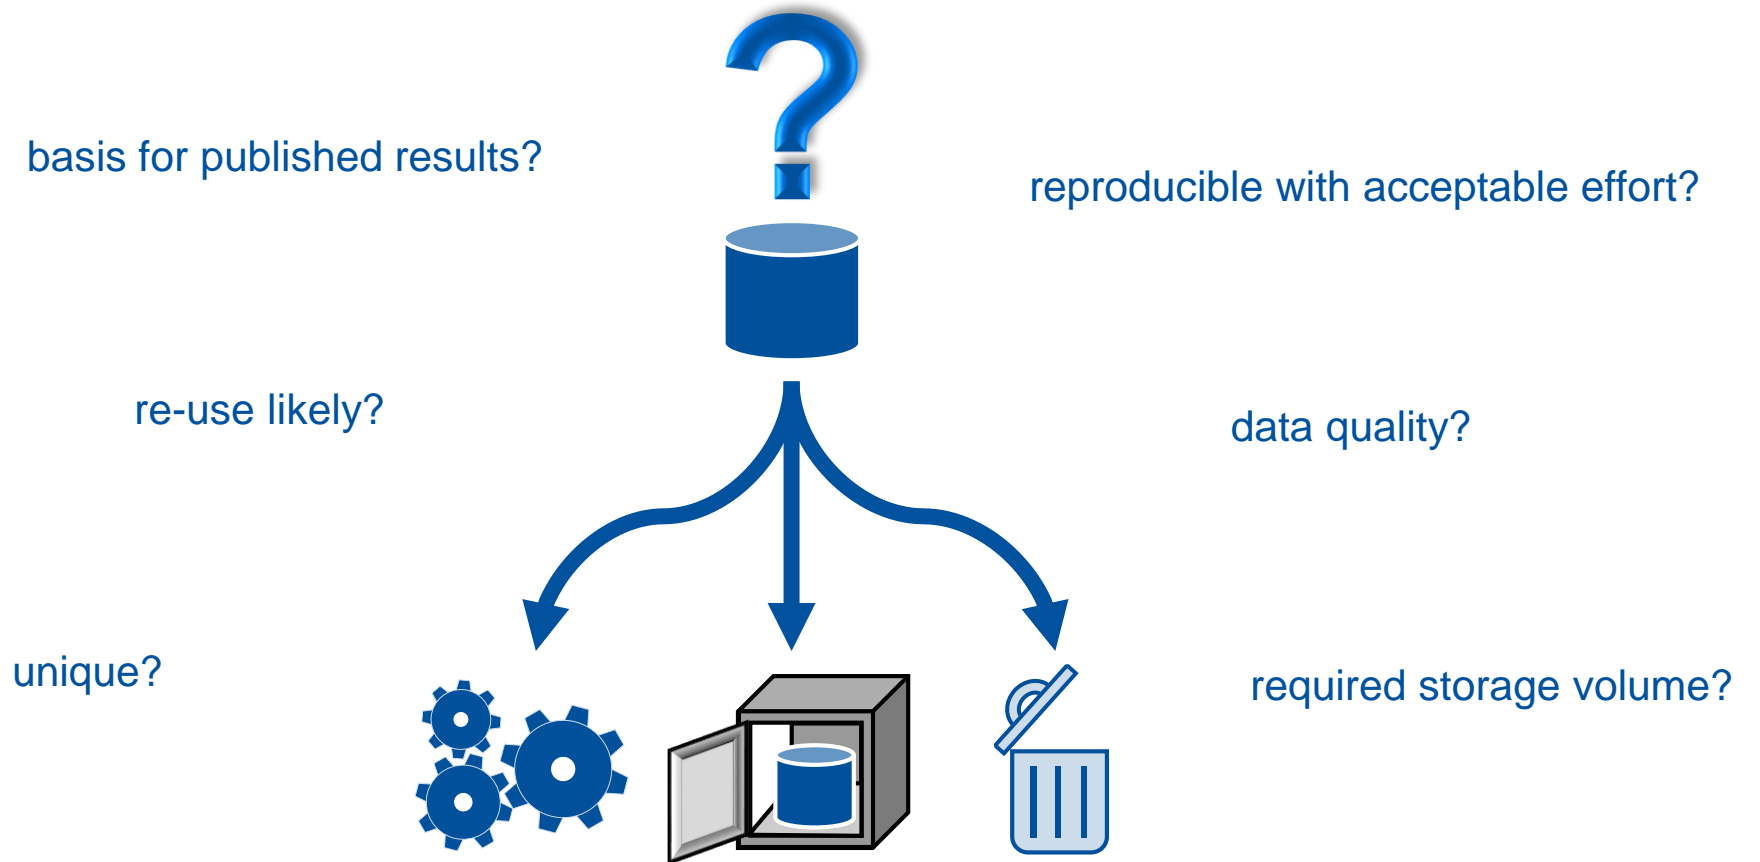 basis for published results?
reproducible with acceptable effort?
re-use likely?
data quality?
unique?
required storage volume?